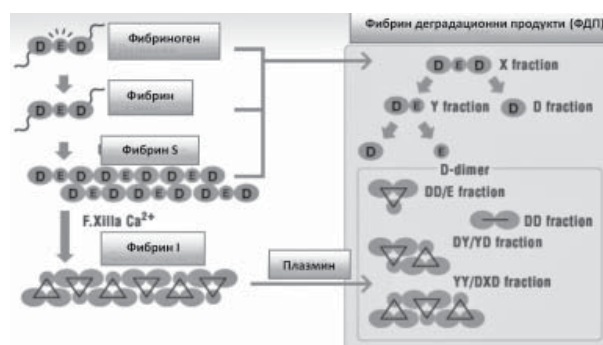 Фибрин деградационни продукти (ФДП)
Фибриноген
D E D
D E D
X fraction
Фибрин
D E D
D E
Y fraction
D
D fraction
Фибрин S
D
E
D E D D E D D E D
D E D D E D D E D
D-dimer
DD/E fraction
F.XIIIa Ca2+
DD fraction
Фибрин I
DY/YD fraction
Плазмин
YY/DXD fraction